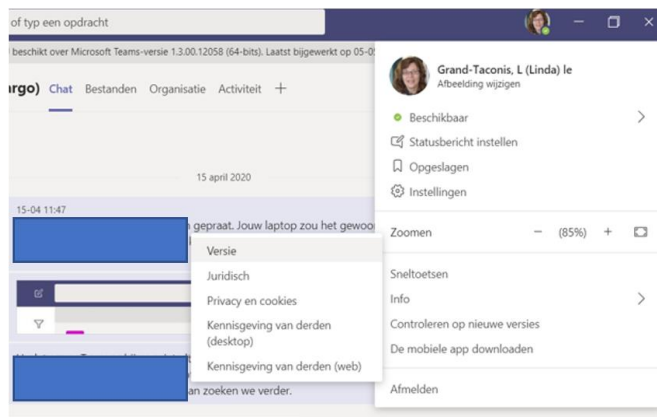 of typ een opdracht
beschikt over Microsoft Teams-versie 1.3.00.12058 (64-bits). Laatst bijgewerkt op 05-0
Grand-Taconis, L (Linda) le
Afbeelding wijzigen
argo) Chat Bestanden Organisatie Activiteit +
Beschikbaar
Statusbericht instellen
Opgeslagen
15 april 2020
Instellingen
15-04 11:47
gepraat. Jouw laptop zou het gewoor
Zoomen − (85%) +
Versie
Juridisch
Privacy en cookies
Kennisgeving van derden
(desktop)
Kennisgeving van derden (web)
Sneltoetsen
Info
Controleren op nieuwe versies
De mobiele app downloaden
an zoeken we verder.
Afmelden